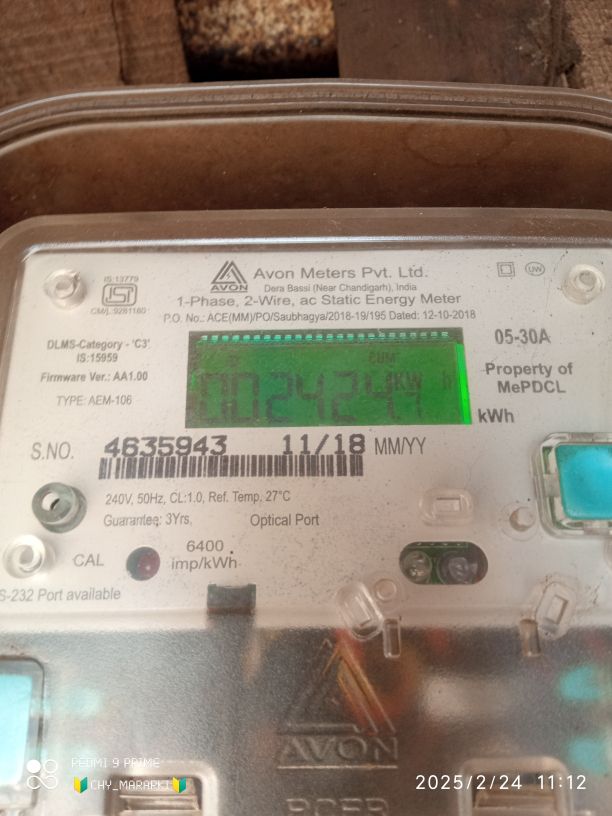 IS:13779
ISI
CM/L:9281160
AVON
Avon Meters Pvt. Ltd.
Dera Bassi (Near Chandigarh), India
UW
1-Phase, 2-Wire, ac Static Energy Meter
P.O. No.: ACE(MM)/PO/Saubhagya/2018-19/195 Dated: 12-10-2018
DLMS-Category - 'C3'
IS:15959
Firmware Ver.: AA1.00
TYPE: AEM-106
CUM
KW h
05-30A
Property of
MePDCL
kWh
S.NO. 4635943 11/18 MM/YY
240V, 50Hz, CL:1.0, Ref. Temp. 27°C
Guarantee: 3Yrs, Optical Port
CAL
6400
imp/kWh
S-232 Port available
AVON
REDMI 9 PRIME
CHY_MARAPKI
2025/2/24 11:12